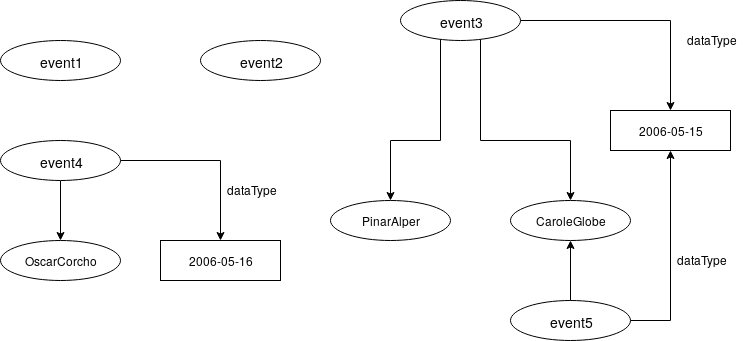 event3
dataType
event1
event2
2006-05-15
event4
dataType
PinarAlper
CaroleGlobe
OscarCorcho
2006-05-16
dataType
event5